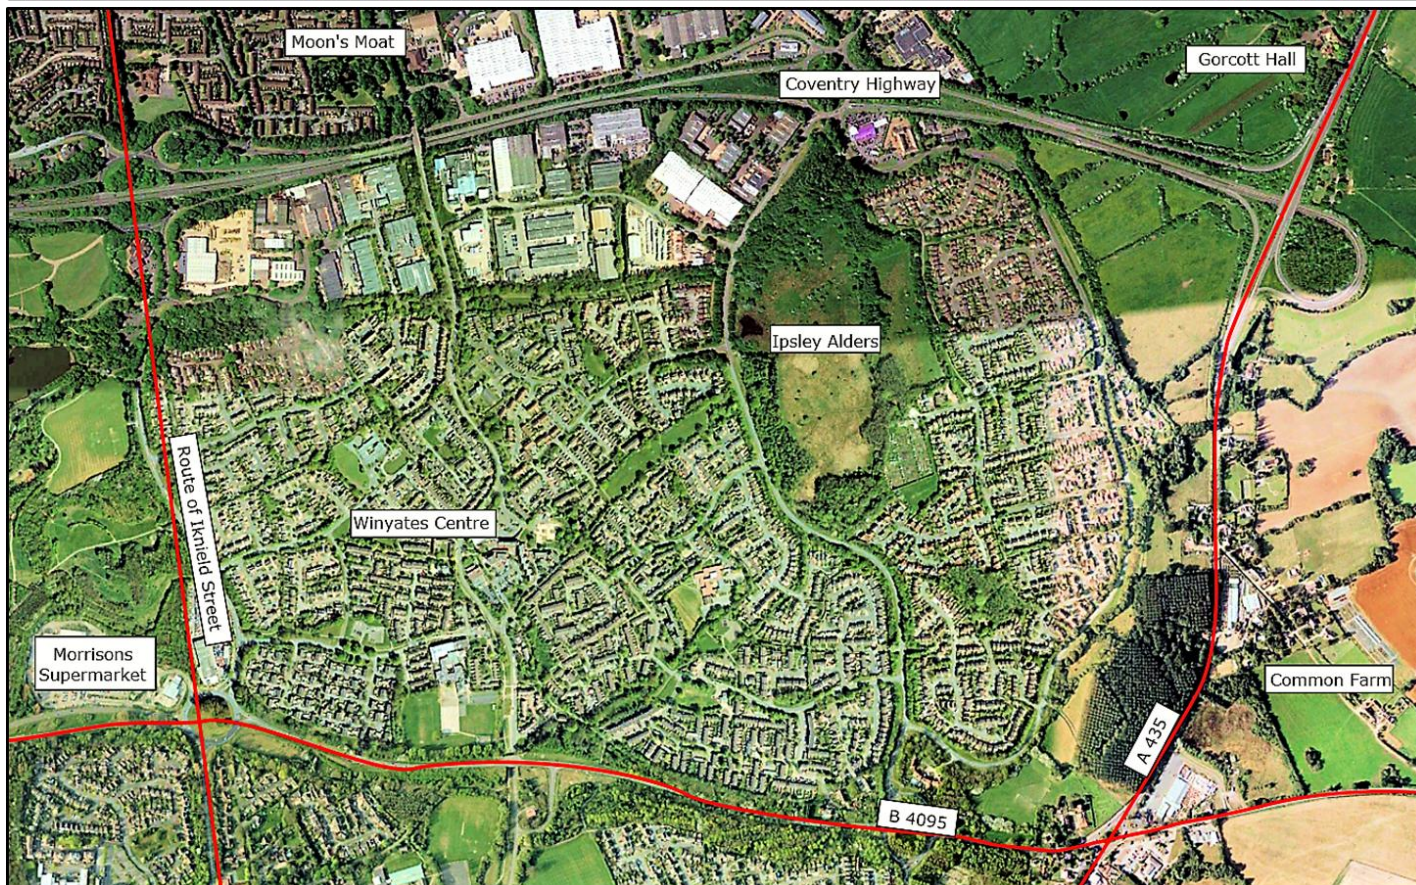 Moon's Moat
Gorcott Hall
Coventry Highway
Ipsley Alders
Route of Iknield Street
Winyates Centre
Morrisons
Supermarket
Common Farm
A 435
B 4095